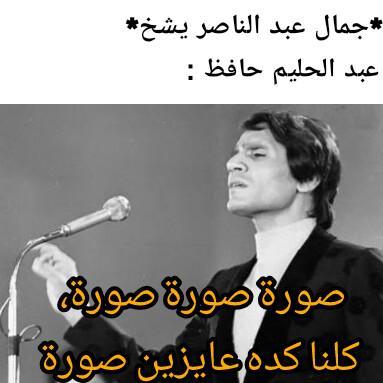 *جمال عبد الناصر يشخ*
عبد الحليم حافظ :
صورة صورة صورة،
كلنا كده عايزين صورة